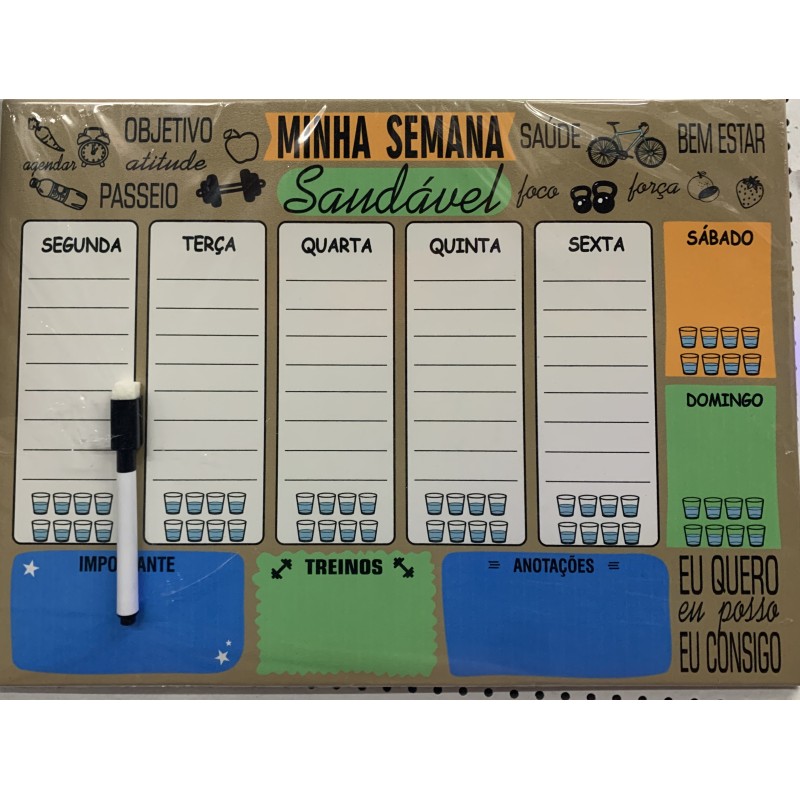 OBJETIVO
MINHA SEMANA
SAÚDE
BEM ESTAR
agendar
atitude
PASSEIO
Saudável
foco
força
SEGUNDA
TERÇA
QUARTA
QUINTA
SEXTA
SÁBADO
DOMINGO
TREINOS
ANOTAÇÕES
EU QUERO
eu posso
EU CONSIGO